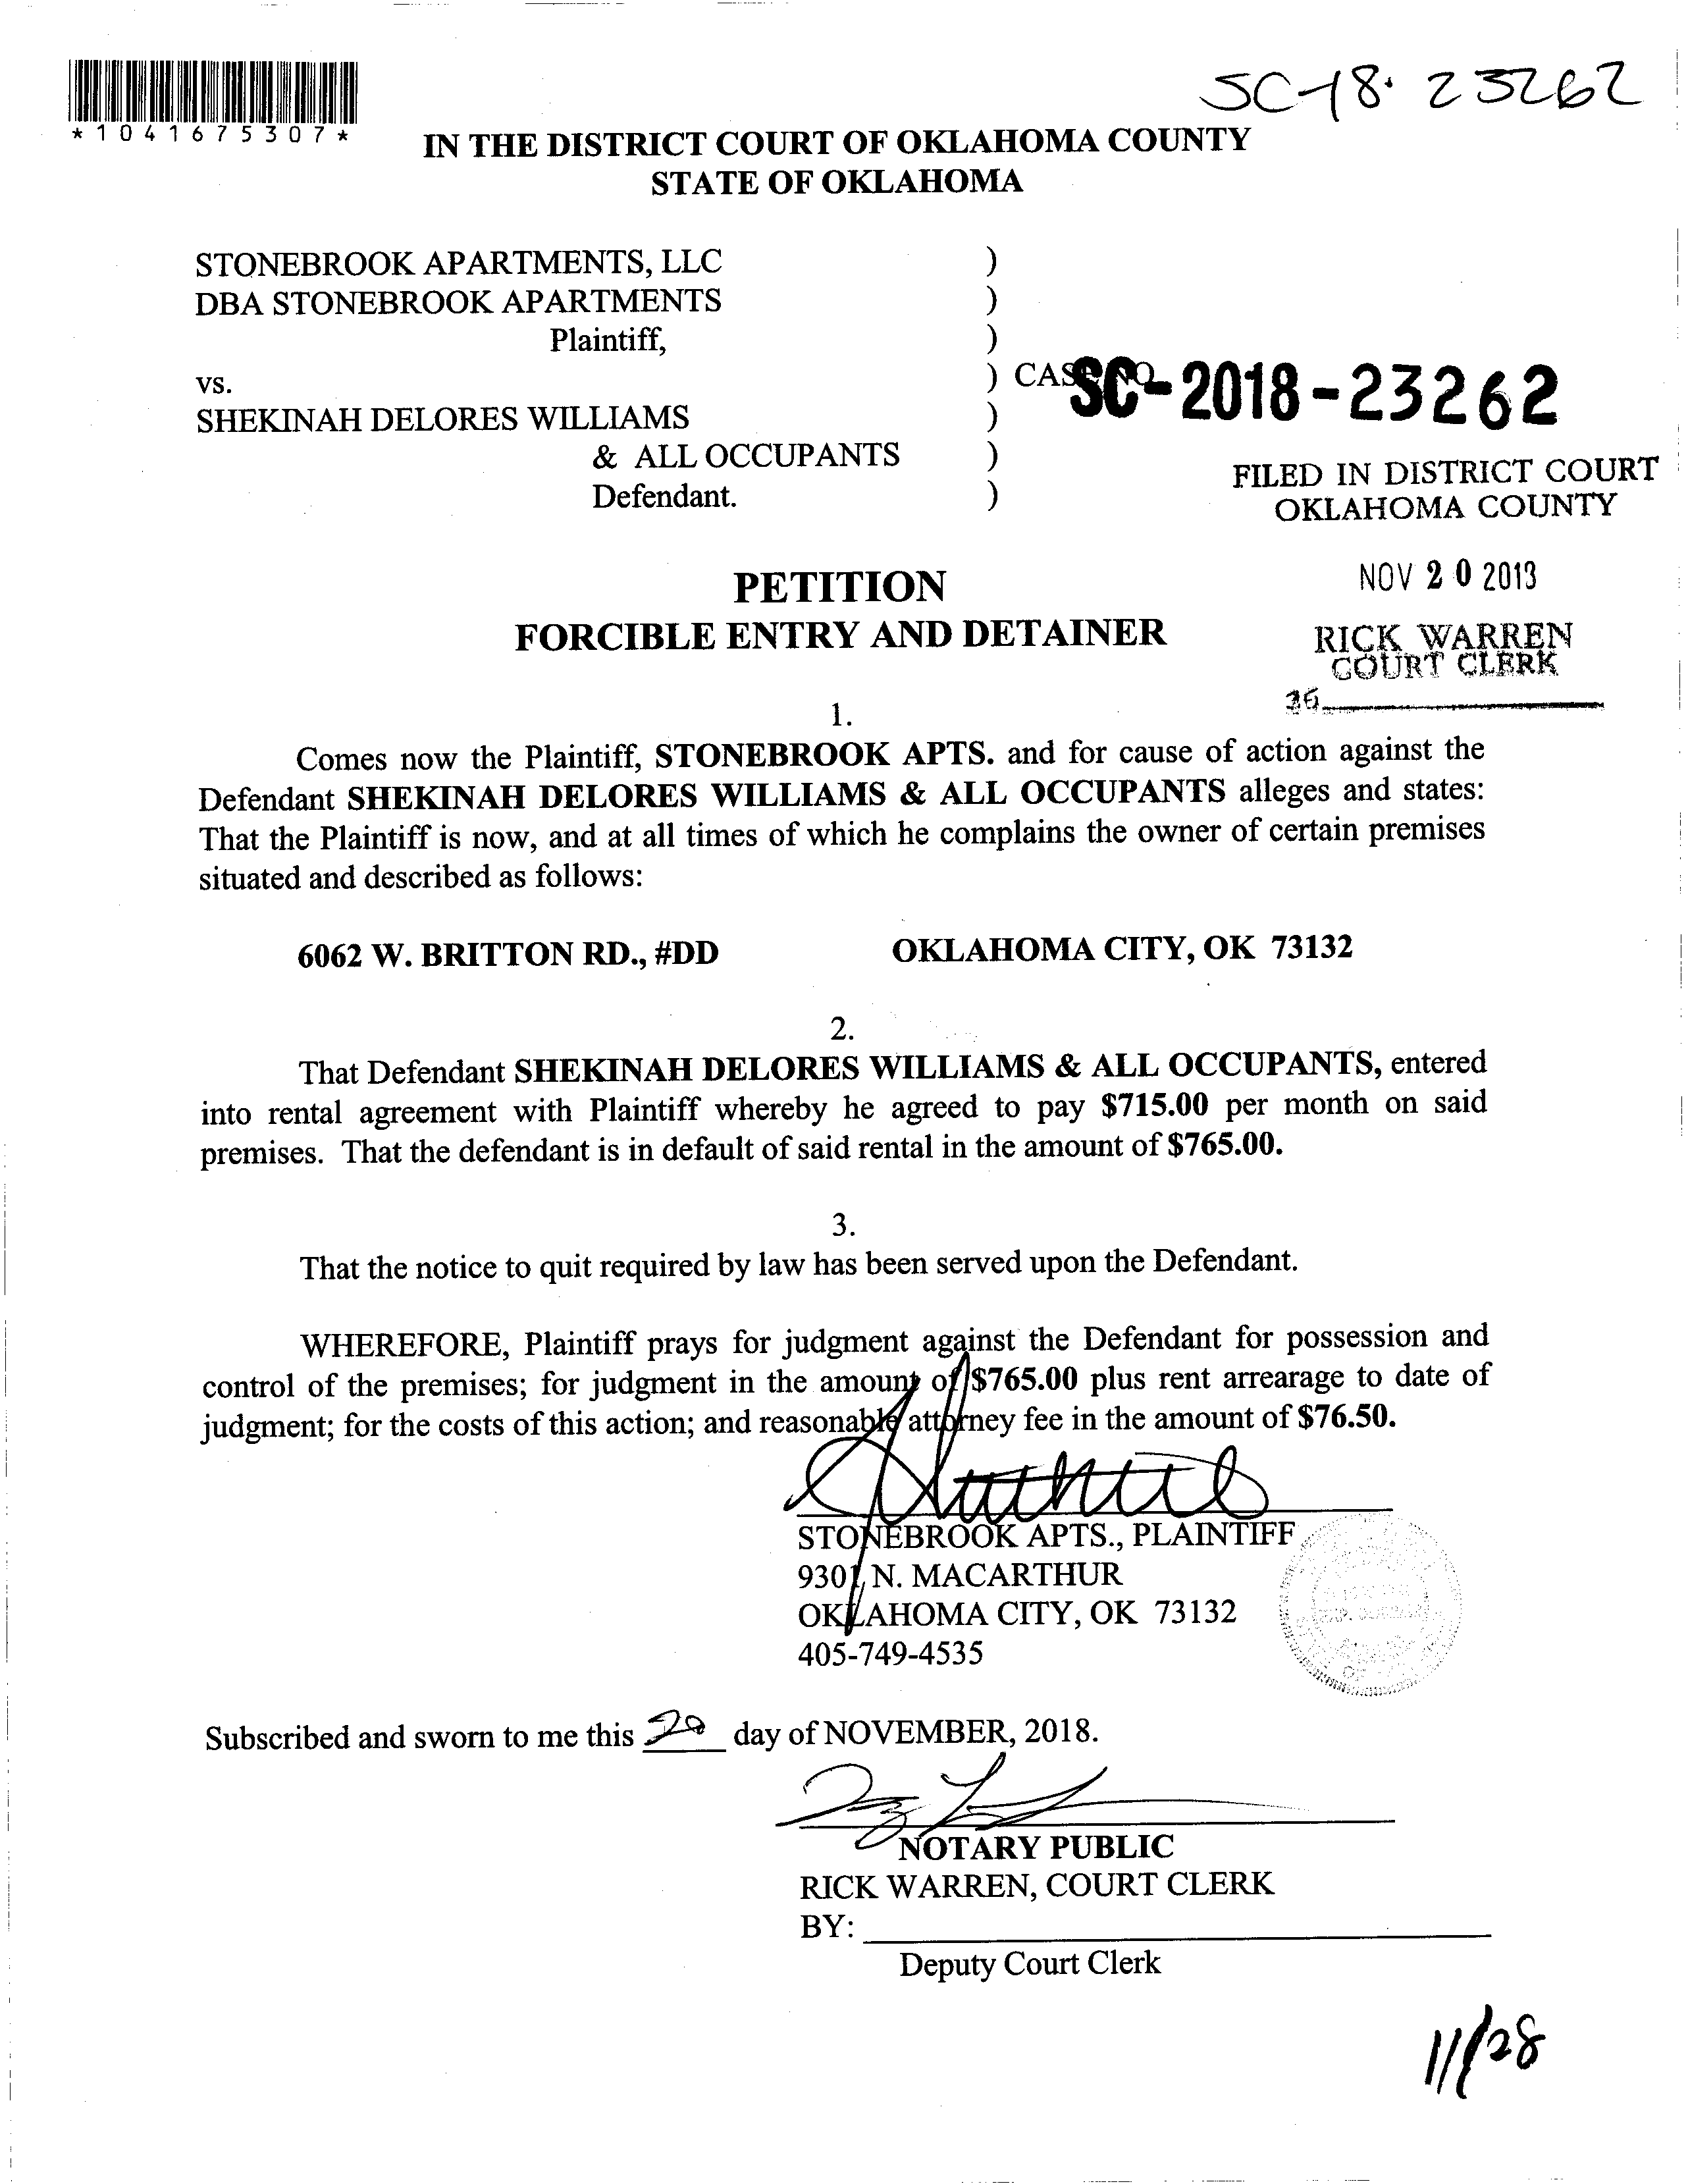 SC-18-23262
*1041675307*
IN THE DISTRICT COURT OF OKLAHOMA COUNTY
STATE OF OKLAHOMA
STONEBROOK APARTMENTS, LLC )
DBA STONEBROOK APARTMENTS )
Plaintiff, )
vs. ) CASE NO.
SC-2018-23262
SHEKINAH DELORES WILLIAMS )
& ALL OCCUPANTS )
Defendant. )
FILED IN DISTRICT COURT
OKLAHOMA COUNTY
NOV 20 2018
RICK WARREN
COURT CLERK
36
PETITION
FORCIBLE ENTRY AND DETAINER
1.
Comes now the Plaintiff, STONEBROOK APTS. and for cause of action against the
Defendant SHEKINAH DELORES WILLIAMS & ALL OCCUPANTS alleges and states:
That the Plaintiff is now, and at all times of which he complains the owner of certain premises
situated and described as follows:
6062 W. BRITTON RD., #DD OKLAHOMA CITY, OK 73132
2.
That Defendant SHEKINAH DELORES WILLIAMS & ALL OCCUPANTS, entered
into rental agreement with Plaintiff whereby he agreed to pay $715.00 per month on said
premises. That the defendant is in default of said rental in the amount of $765.00.
3.
That the notice to quit required by law has been served upon the Defendant.
WHEREFORE, Plaintiff prays for judgment against the Defendant for possession and
control of the premises; for judgment in the amount of $765.00 plus rent arrearage to date of
judgment; for the costs of this action; and reasonable attorney fee in the amount of $76.50.
STONEBROOK APTS., PLAINTIFF
9301 N. MACARTHUR
OKLAHOMA CITY, OK 73132
405-749-4535
Subscribed and sworn to me this 20 day of NOVEMBER, 2018.
NOTARY PUBLIC
RICK WARREN, COURT CLERK
BY:
Deputy Court Clerk
11/28